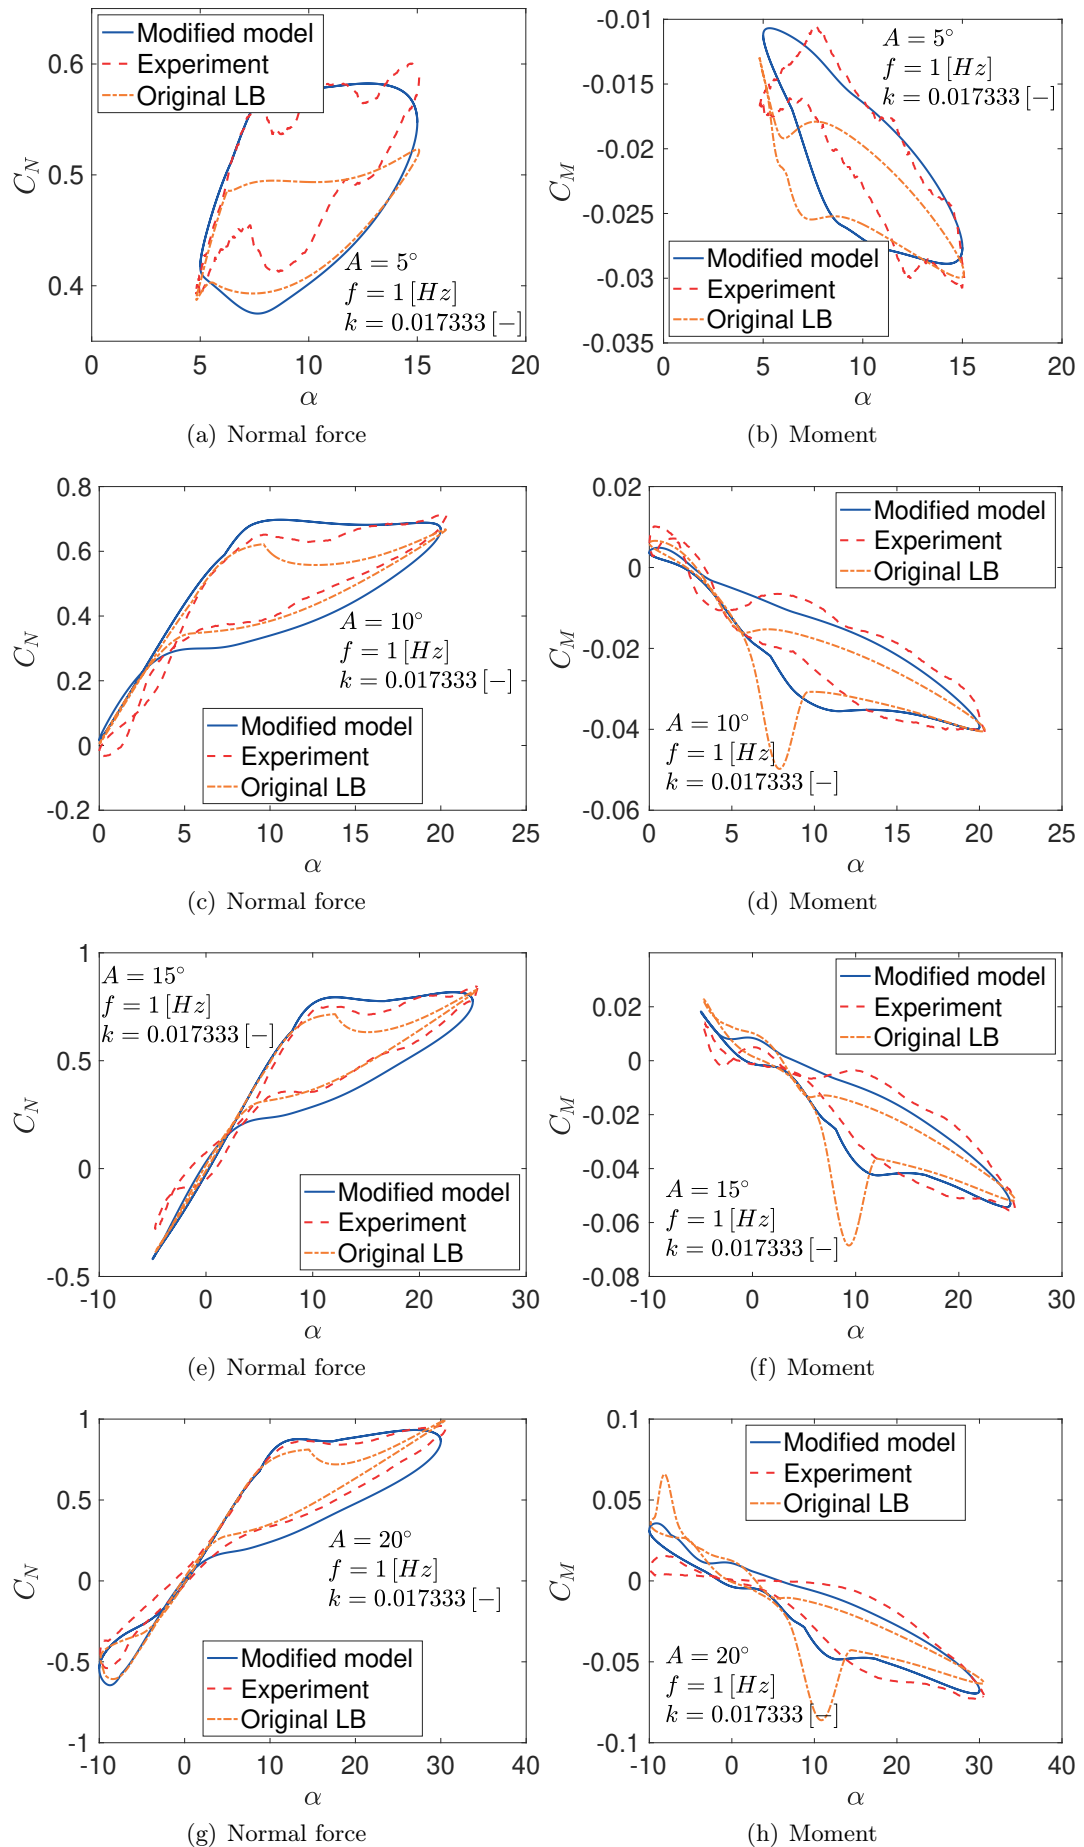 Modified model
Experiment
Original LB
0.6
0.5
0.4
C_N
A = 5°
f = 1 [Hz]
k = 0.017333 [−]
0 5 10 15 20
α
(a) Normal force
-0.01
-0.015
-0.02
-0.025
-0.03
-0.035
C_M
A = 5°
f = 1 [Hz]
k = 0.017333 [−]
Modified model
Experiment
Original LB
0 5 10 15 20
α
(b) Moment
0.8
0.6
0.4
0.2
0
-0.2
C_N
A = 10°
f = 1 [Hz]
k = 0.017333 [−]
Modified model
Experiment
Original LB
0 5 10 15 20 25
α
(c) Normal force
0.02
0
-0.02
-0.04
-0.06
C_M
Modified model
Experiment
Original LB
A = 10°
f = 1 [Hz]
k = 0.017333 [−]
0 5 10 15 20 25
α
(d) Moment
1
0.5
0
-0.5
C_N
A = 15°
f = 1 [Hz]
k = 0.017333 [−]
Modified model
Experiment
Original LB
-10 0 10 20 30
α
(e) Normal force
0.02
0
-0.02
-0.04
-0.06
-0.08
C_M
Modified model
Experiment
Original LB
A = 15°
f = 1 [Hz]
k = 0.017333 [−]
-10 0 10 20 30
α
(f) Moment
1
0.5
0
-0.5
-1
C_N
A = 20°
f = 1 [Hz]
k = 0.017333 [−]
Modified model
Experiment
Original LB
-10 0 10 20 30 40
α
(g) Normal force
0.1
0.05
0
-0.05
-0.1
C_M
Modified model
Experiment
Original LB
A = 20°
f = 1 [Hz]
k = 0.017333 [−]
-10 0 10 20 30 40
α
(h) Moment